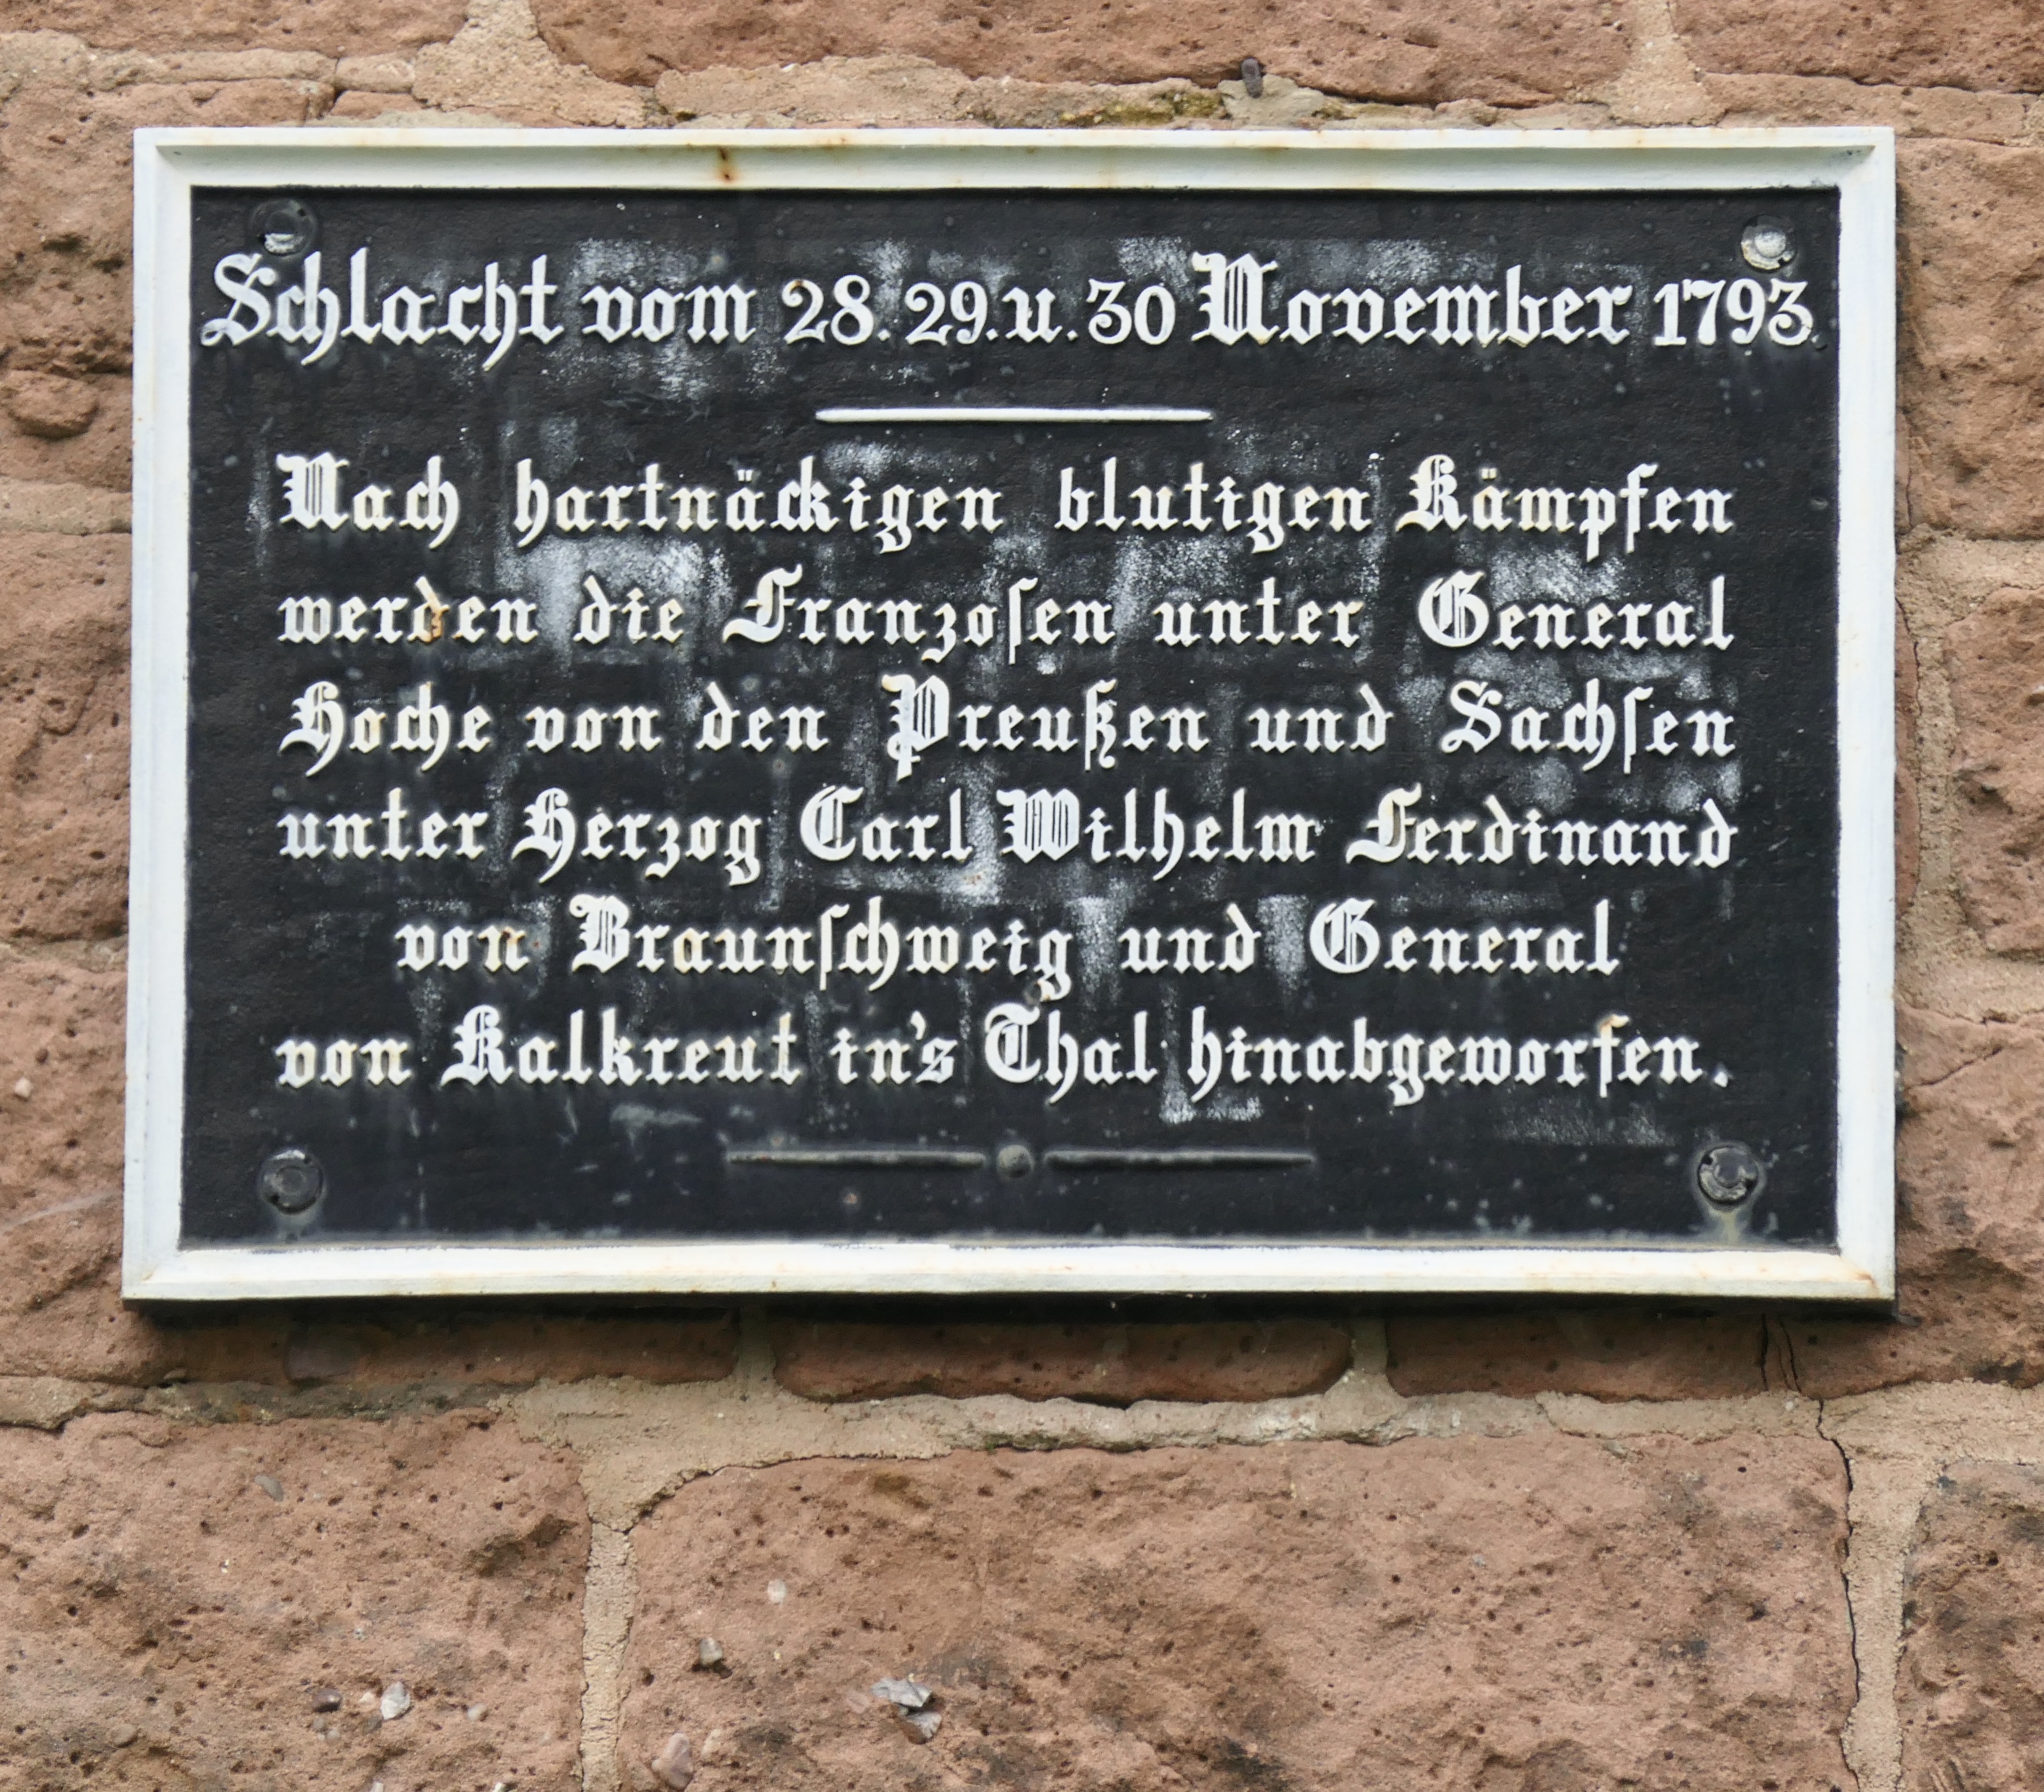 Schlacht vom 28. 29. u. 30 November 1793.
Nach hartnäckigen blutigen Kämpfen
werden die Franzoſen unter General
Hoche von den Preußen und Sachſen
unter Herzog Carl Wilhelm Ferdinand
von Braunſchweig und General
von Kalkreut in's Thal hinabgeworfen.